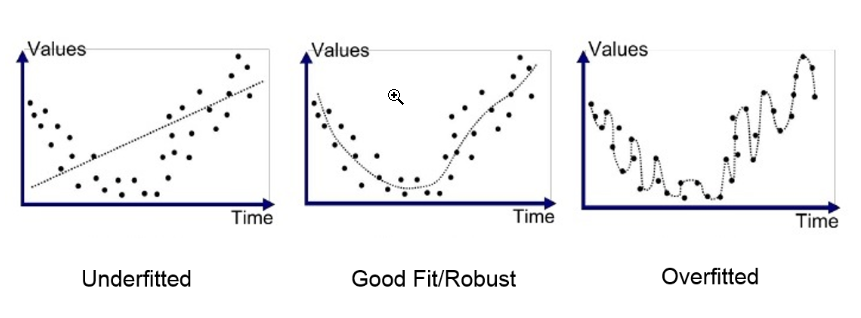 Values
Time
Underfitted
Values
Time
Good Fit/Robust
Values
Time
Overfitted